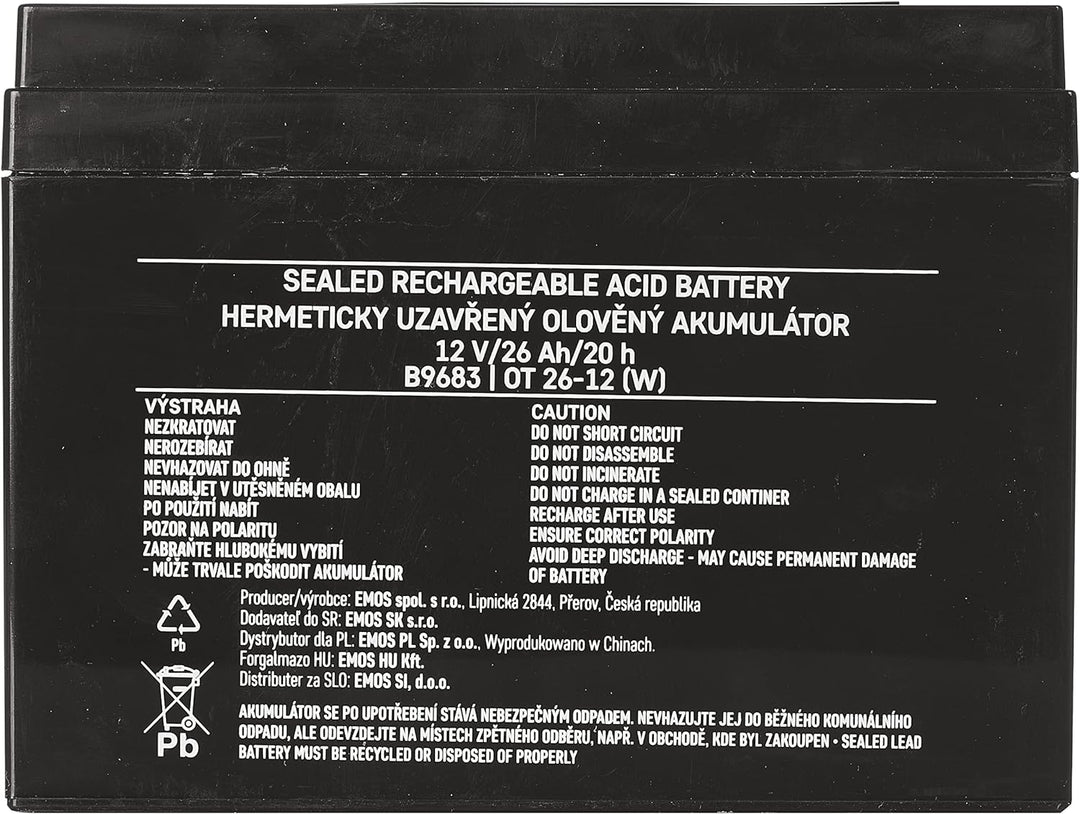 SEALED RECHARGEABLE ACID BATTERY
HERMETICKY UZAVŘENÝ OLOVĚNÝ AKUMULÁTOR
12 V/26 Ah/20 h
B9683 | OT 26-12 (W)
VÝSTRAHA
NEZKRATOVAT
NEROZEBÍRAT
NEVHAZOVAT DO OHNĚ
NENABÍJET V UTĚSNĚNÉM OBALU
PO POUŽITÍ NABÍT
POZOR NA POLARITU
ZABRAŇTE HLUBOKÉMU VYBITÍ
- MŮŽE TRVALE POŠKODIT AKUMULÁTOR
CAUTION
DO NOT SHORT CIRCUIT
DO NOT DISASSEMBLE
DO NOT INCINERATE
DO NOT CHARGE IN A SEALED CONTINER
RECHARGE AFTER USE
ENSURE CORRECT POLARITY
AVOID DEEP DISCHARGE - MAY CAUSE PERMANENT DAMAGE
OF BATTERY
Pb
Pb
Producer/výrobce: EMOS spol. s r.o., Lipnická 2844, Přerov, Česká republika
Dodavateľ do SR: EMOS SK s.r.o.
Dystrybutor dla PL: EMOS PL Sp. z o.o., Wyprodukowano w Chinach.
Forgalmazo HU: EMOS HU Kft.
Distributer za SLO: EMOS SI, d.o.o.
AKUMULÁTOR SE PO UPOTŘEBENÍ STÁVÁ NEBEZPEČNÝM ODPADEM. NEVHAZUJTE JEJ DO BĚŽNÉHO KOMUNÁLNÍHO
ODPADU, ALE ODEVZDEJTE NA MÍSTECH ZPĚTNÉHO ODBĚRU, NAPŘ. V OBCHODĚ, KDE BYL ZAKOUPEN • SEALED LEAD
BATTERY MUST BE RECYCLED OR DISPOSED OF PROPERLY